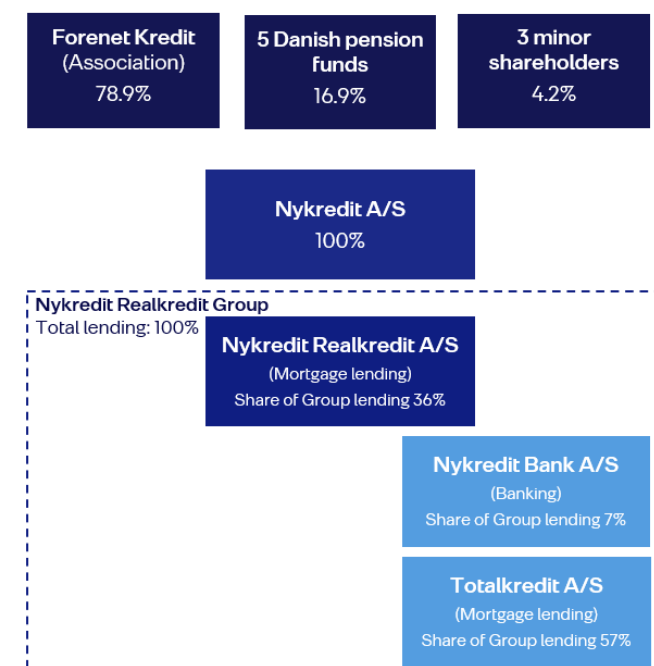 Forenet Kredit
(Association)
78.9%
5 Danish pension
funds
16.9%
3 minor
shareholders
4.2%
Nykredit A/S
100%
Nykredit Realkredit Group
Total lending: 100%
Nykredit Realkredit A/S
(Mortgage lending)
Share of Group lending 36%
Nykredit Bank A/S
(Banking)
Share of Group lending 7%
Totalkredit A/S
(Mortgage lending)
Share of Group lending 57%